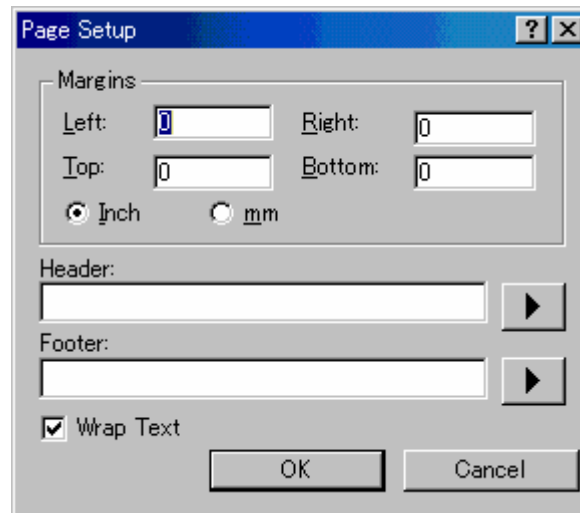 Page Setup
Margins
Left: 0 Right: 0
Top: 0 Bottom: 0
Inch mm
Header:
Footer:
Wrap Text
OK Cancel